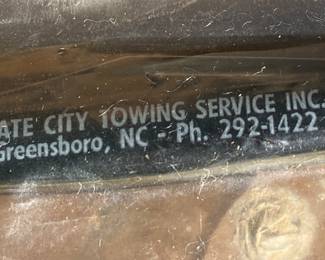 ATE CITY TOWING SERVICE INC.
Greensboro, NC - Ph. 292-1422